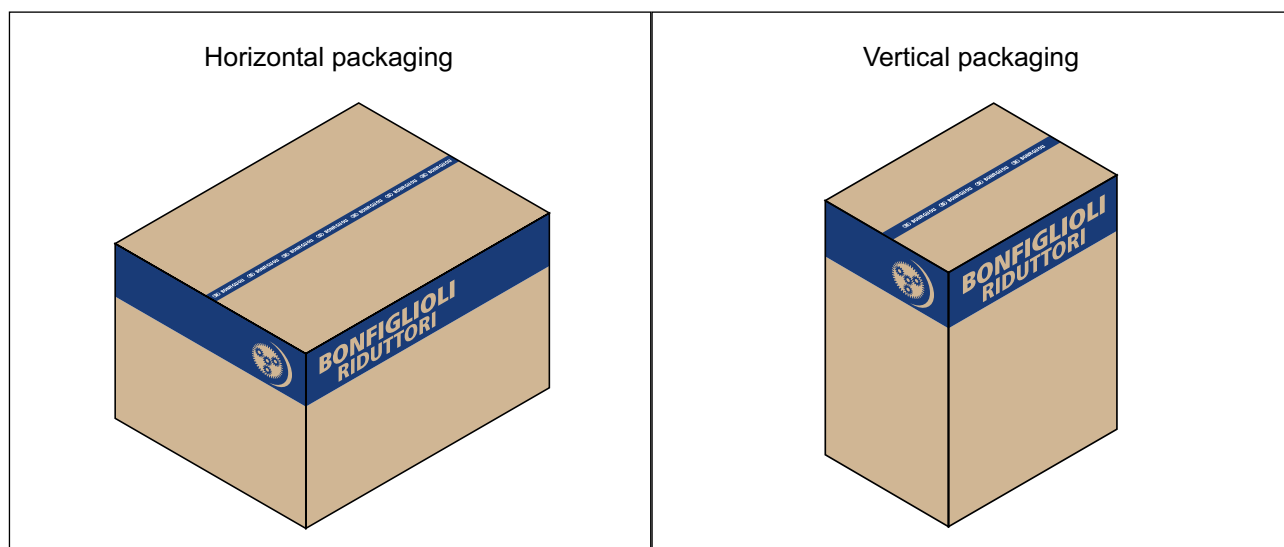 Horizontal packaging
BONFIGLIOLI
RIDUTTORI
Vertical packaging
BONFIGLIOLI
RIDUTTORI